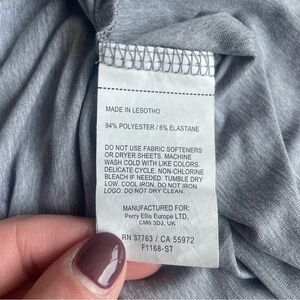 MADE IN LESOTHO
94% POLYESTER / 6% ELASTANE
DO NOT USE FABRIC SOFTENERS
OR DRYER SHEETS. MACHINE
WASH COLD WITH LIKE COLORS.
DELICATE CYCLE. NON-CHLORINE
BLEACH IF NEEDED. TUMBLE DRY
LOW. COOL IRON. DO NOT IRON
LOGO. DO NOT DRY CLEAN.
MANUFACTURED FOR:
Perry Ellis Europe LTD,
CM6 3DJ, UK
RN 37763 / CA 55972
F1168-ST